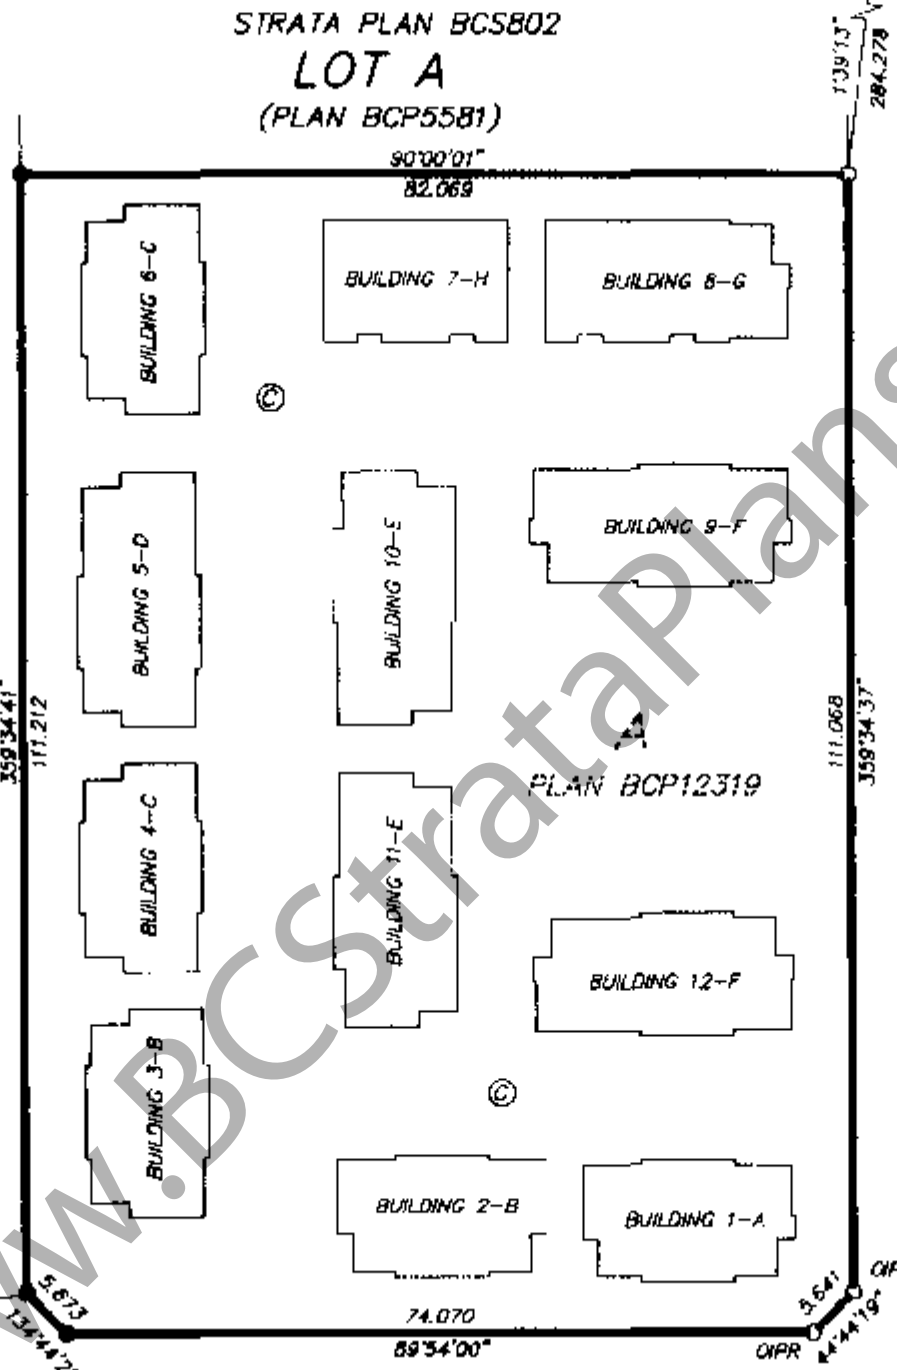 STRATA PLAN BCS802
LOT A
(PLAN BCP5581)
1°39'13"
284.278
90°00'01"
82.069
BUILDING 6-C
BUILDING 7-H
BUILDING 8-G
©
BUILDING 5-D
BUILDING 10-E
BUILDING 9-F
359°34'41"
111.212
111.068
359°34'37"
A
PLAN BCP12319
BUILDING 4-C
BUILDING 11-E
BUILDING 12-F
BUILDING 3-B
©
BUILDING 2-B
BUILDING 1-A
5.673
74.070
89°54'00"
5.641
44°44'19"
OIPR
www.BCStrataPlans